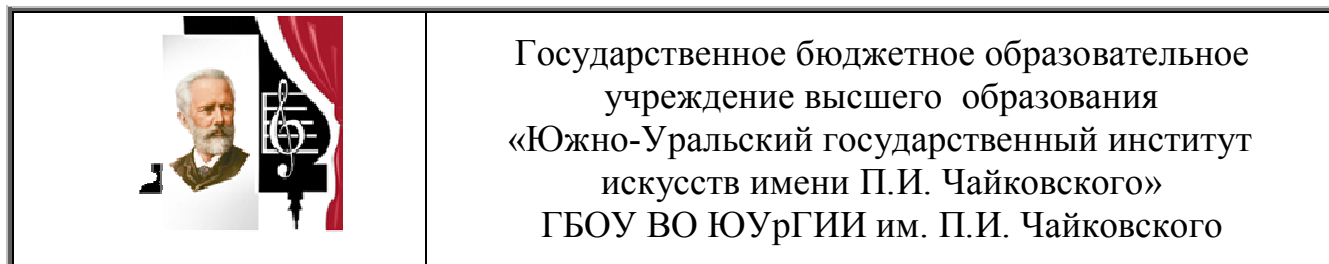 Государственное бюджетное образовательное
учреждение высшего образования
«Южно-Уральский государственный институт
искусств имени П.И. Чайковского»
ГБОУ ВО ЮУрГИИ им. П.И. Чайковского